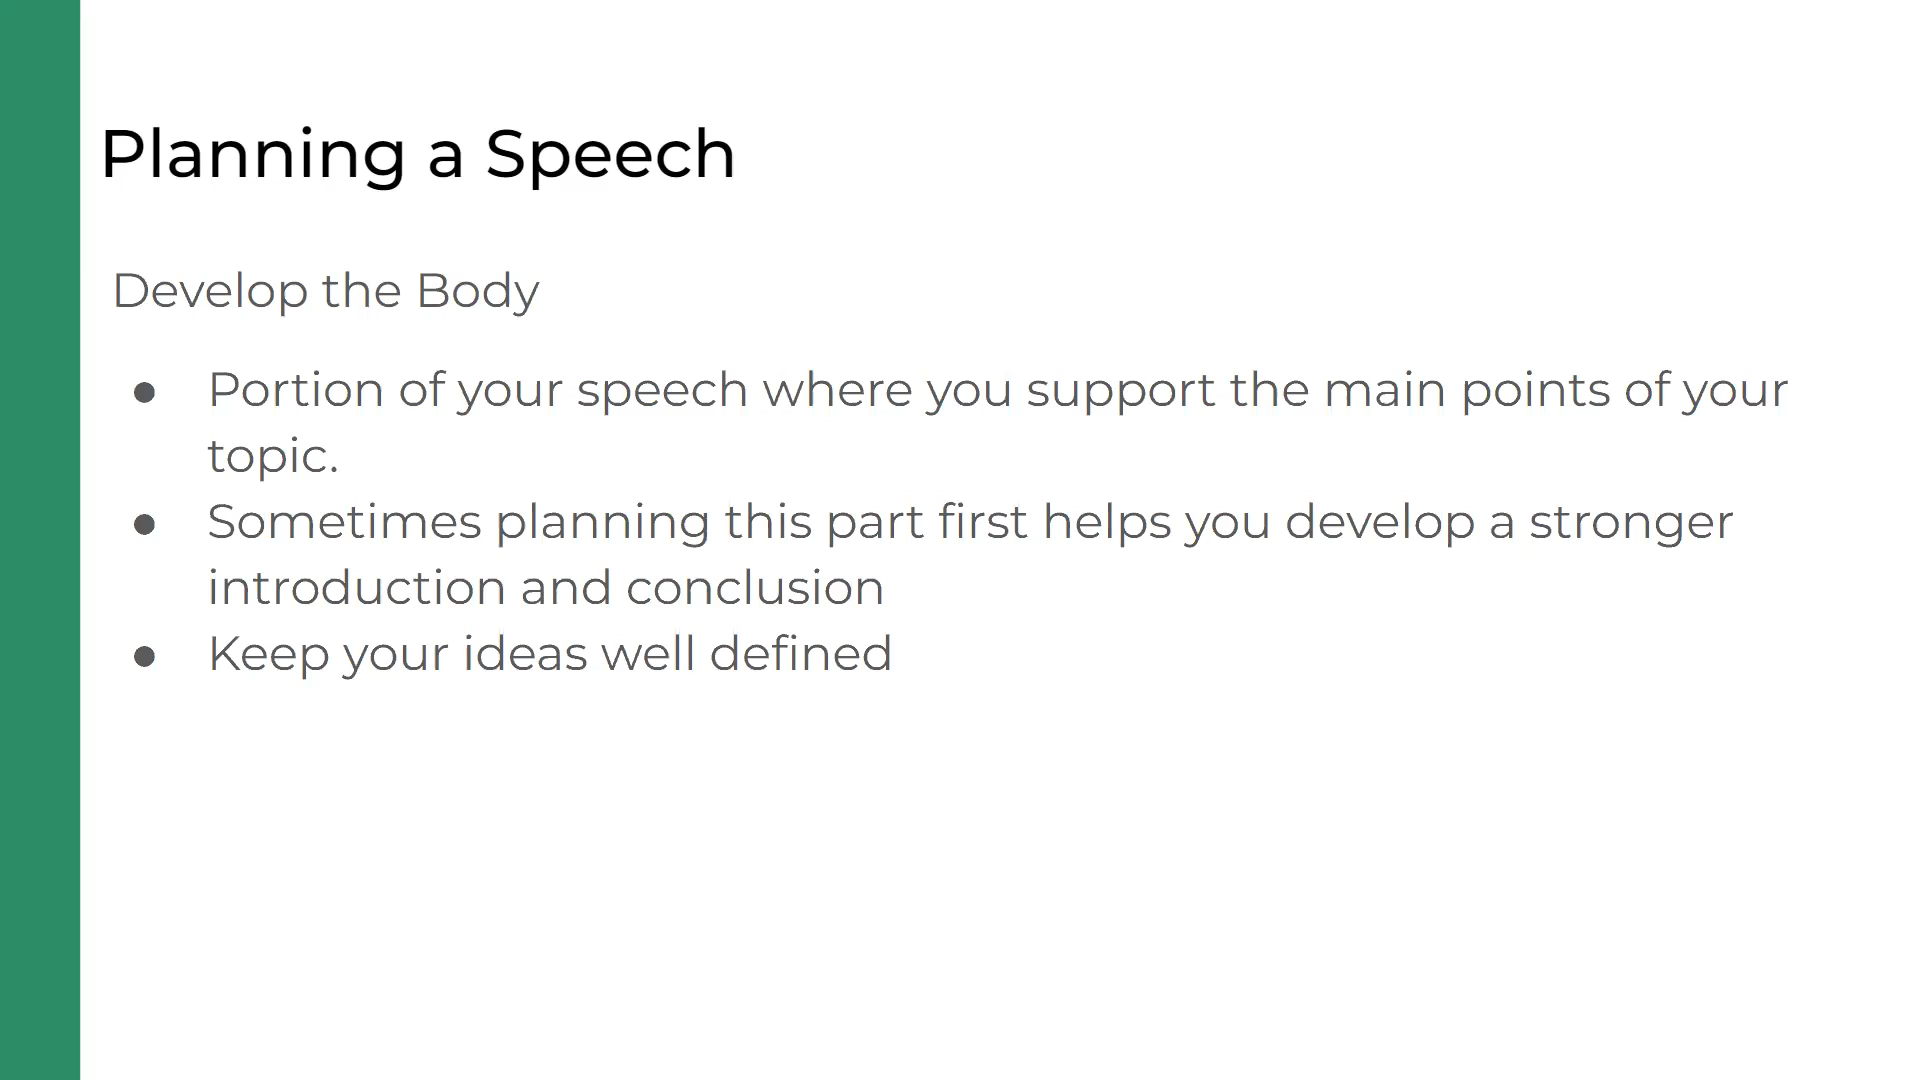 Planning a Speech
Develop the Body
● Portion of your speech where you support the main points of your
topic.
● Sometimes planning this part first helps you develop a stronger
introduction and conclusion
● Keep your ideas well defined